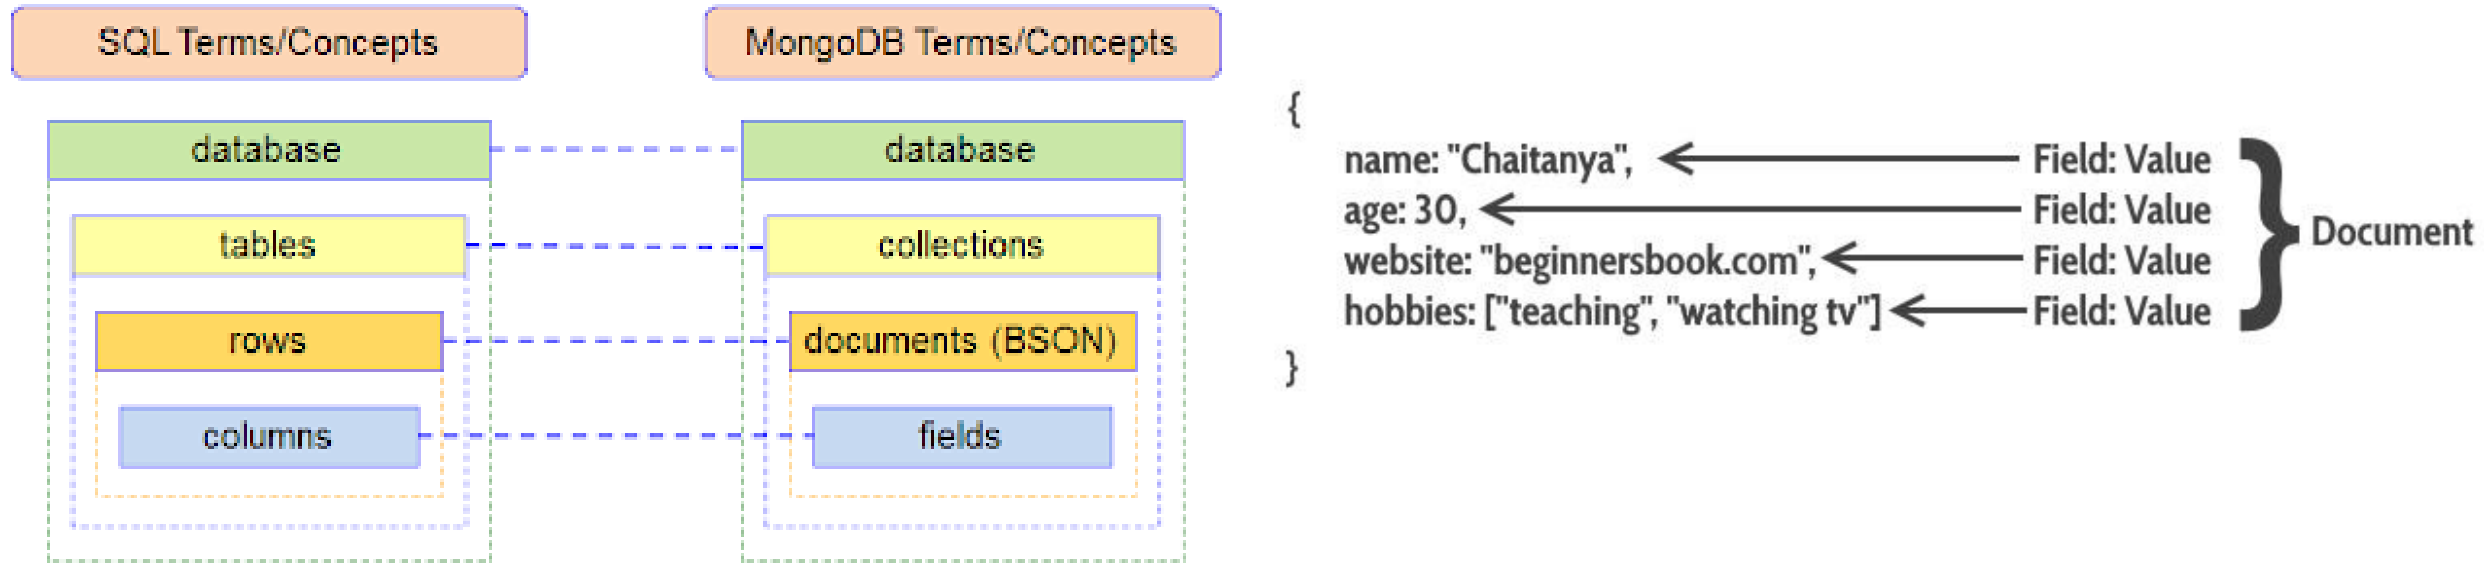 SQL Terms/Concepts
MongoDB Terms/Concepts
database
database
tables
collections
rows
documents (BSON)
columns
fields
{
name: "Chaitanya",
Field: Value
age: 30,
Field: Value
website: "beginnersbook.com",
Field: Value
hobbies: ["teaching", "watching tv"]
Field: Value
}
Document